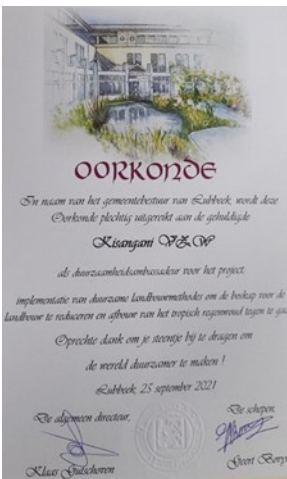 OORKONDE
In naam van het gemeentebestuur van Lubbeek, wordt deze
Oorkonde plechtig uitgereikt aan de gehuldigde
Kisangani VZW
als duurzaamheidsambassadeur voor het project
implementatie van duurzame landbouwmethodes om de boskap voor de
landbouw te reduceren en afbouw van het tropisch regenwoud tegen te
Oprechte dank om je steentje bij te dragen om
de wereld duurzamer te maken !
Lubbeek, 25 september 2021
De algemeen directeur,
De schepen,
Klaas Gutschoven
Geert